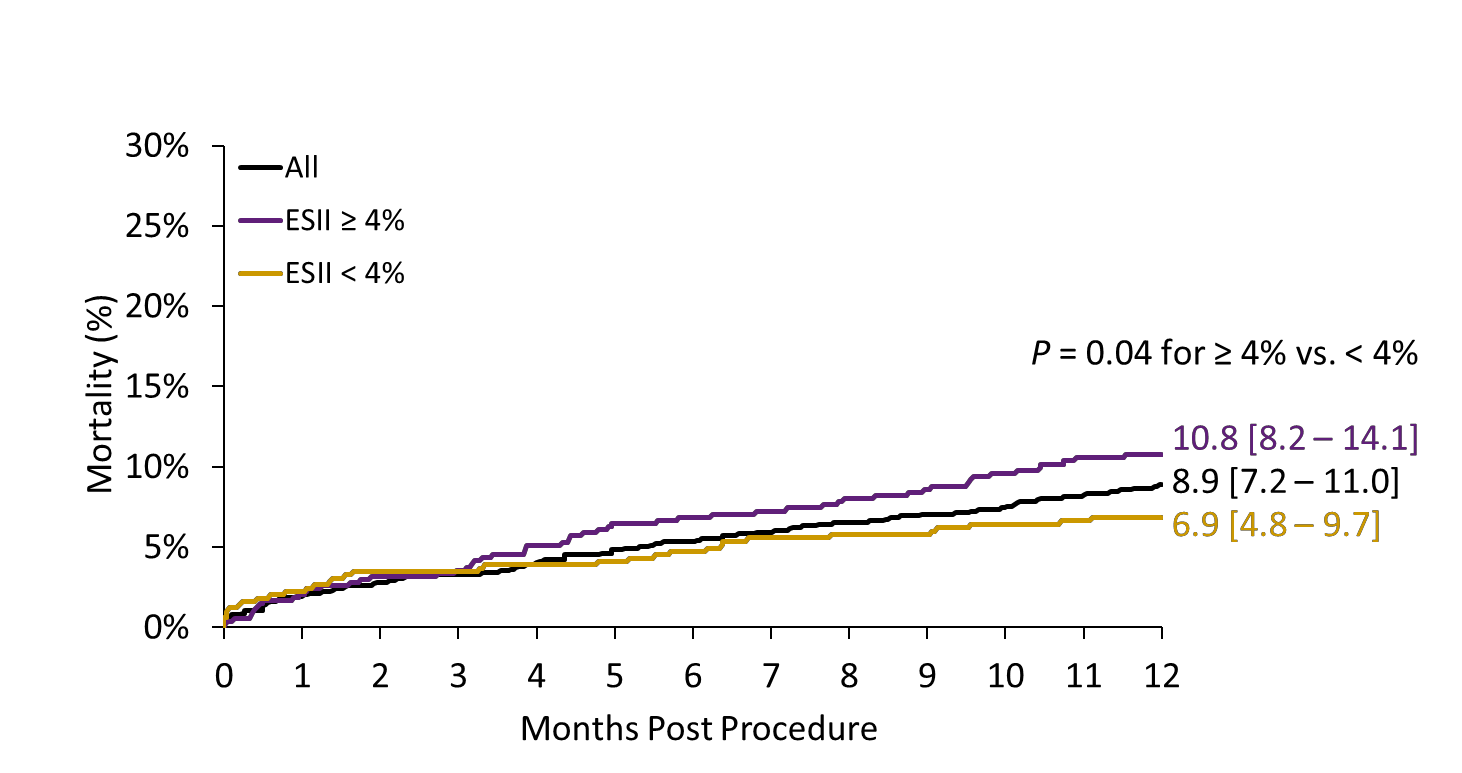 30%
25%
20%
15%
10%
5%
0%
Mortality (%)
All
ESII ≥ 4%
ESII < 4%
P = 0.04 for ≥ 4% vs. < 4%
10.8 [8.2 – 14.1]
8.9 [7.2 – 11.0]
6.9 [4.8 – 9.7]
0 1 2 3 4 5 6 7 8 9 10 11 12
Months Post Procedure